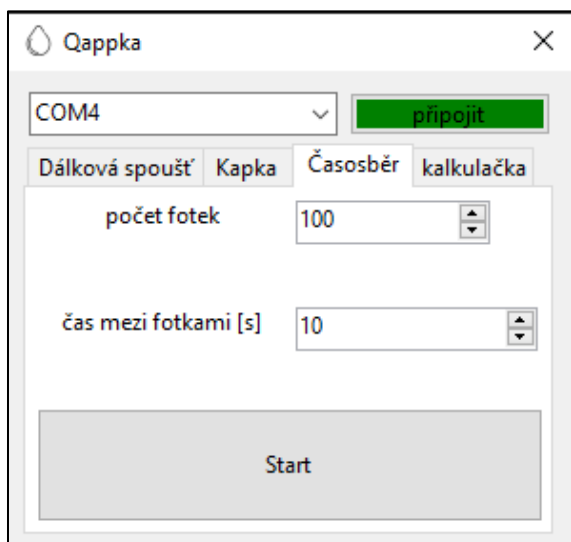 Qappka
COM4 připojit
Dálková spoušť Kapka Časosběr kalkulačka
počet fotek 100
čas mezi fotkami [s] 10
Start